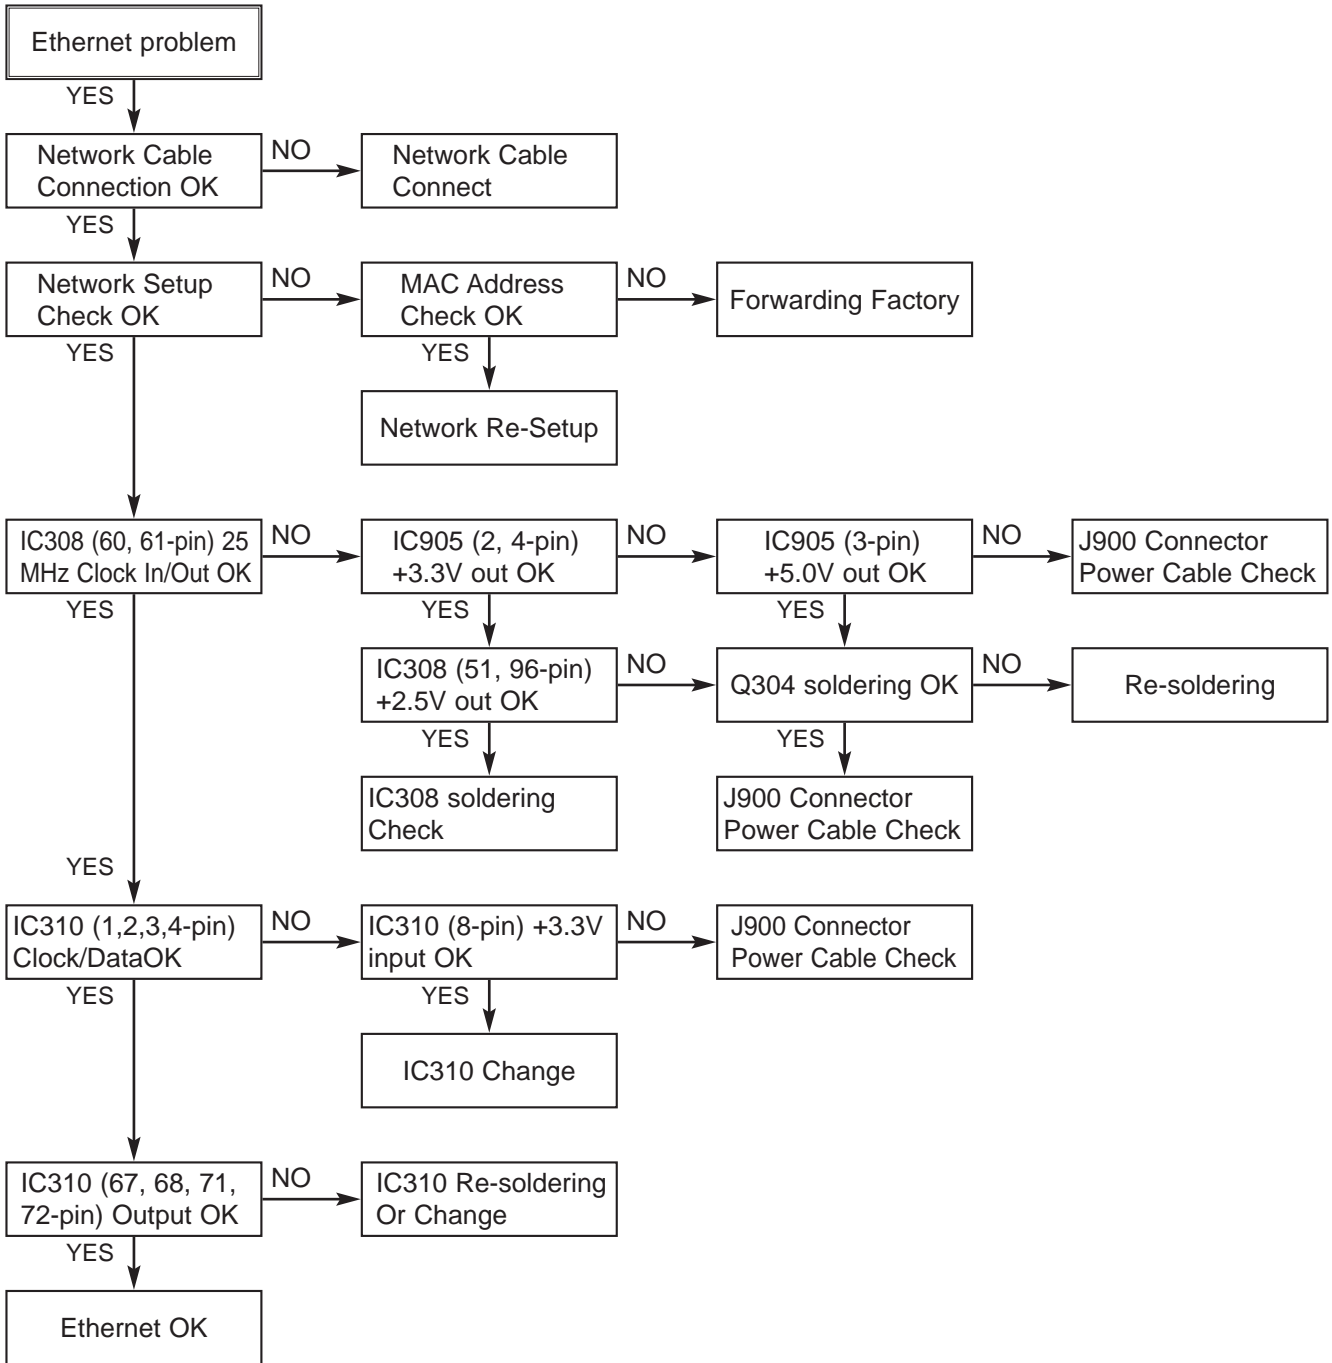 Ethernet problem
YES
Network Cable
Connection OK
NO
Network Cable
Connect
YES
Network Setup
Check OK
NO
MAC Address
Check OK
NO
Forwarding Factory
YES
YES
Network Re-Setup
IC308 (60, 61-pin) 25
MHz Clock In/Out OK
NO
IC905 (2, 4-pin)
+3.3V out OK
NO
IC905 (3-pin)
+5.0V out OK
NO
J900 Connector
Power Cable Check
YES
YES
YES
IC308 (51, 96-pin)
+2.5V out OK
NO
Q304 soldering OK
NO
Re-soldering
YES
YES
IC308 soldering
Check
J900 Connector
Power Cable Check
YES
IC310 (1,2,3,4-pin)
Clock/DataOK
NO
IC310 (8-pin) +3.3V
input OK
NO
J900 Connector
Power Cable Check
YES
YES
IC310 Change
IC310 (67, 68, 71,
72-pin) Output OK
NO
IC310 Re-soldering
Or Change
YES
Ethernet OK